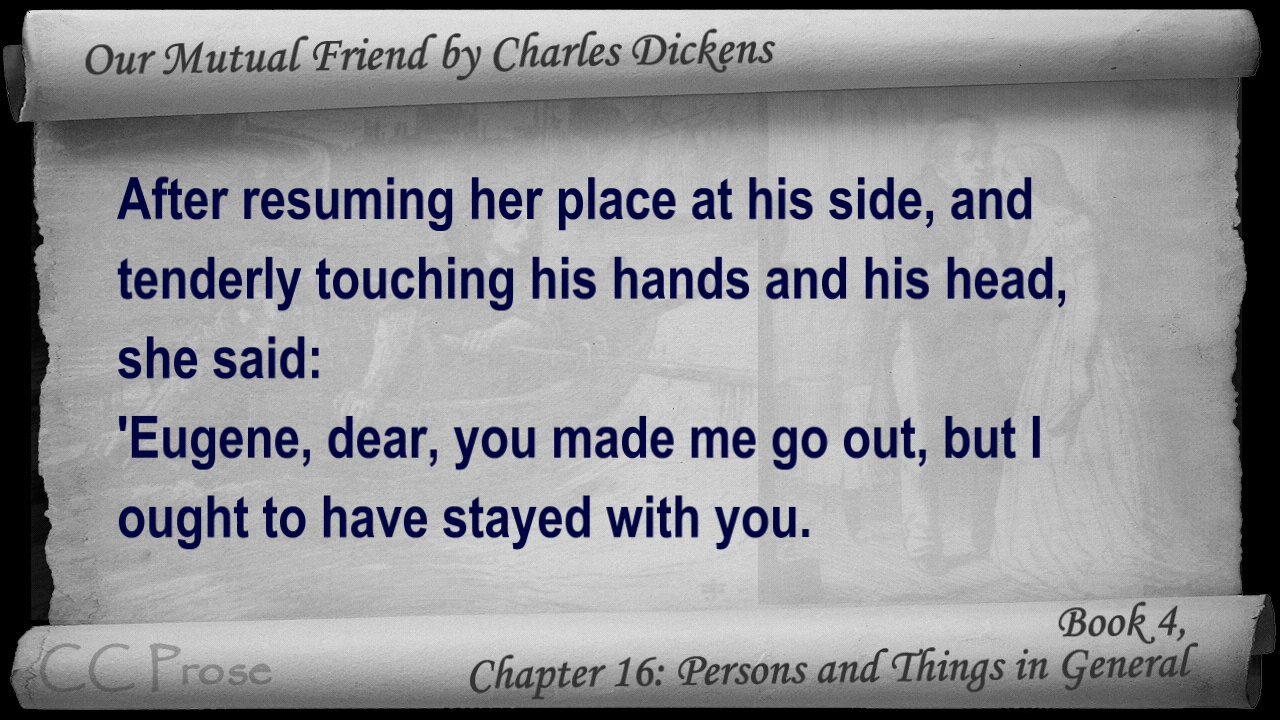 Our Mutual Friend by Charles Dickens
After resuming her place at his side, and
tenderly touching his hands and his head,
she said:
'Eugene, dear, you made me go out, but I
ought to have stayed with you.
Book 4,
Chapter 16: Persons and Things in General
CC Prose